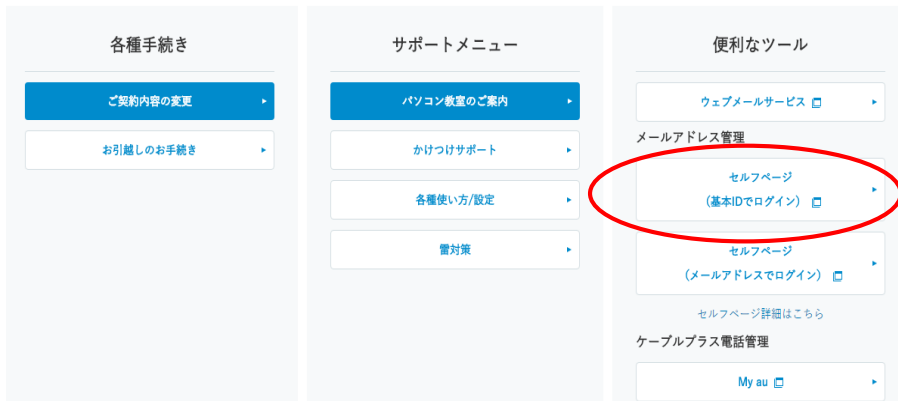 各種手続き
ご契約内容の変更
お引越しのお手続き
サポートメニュー
パソコン教室のご案内
かけつけサポート
各種使い方/設定
雷対策
便利なツール
ウェブメールサービス
メールアドレス管理
セルフページ
（基本IDでログイン）
セルフページ
（メールアドレスでログイン）
セルフページ詳細はこちら
ケーブルプラス電話管理
My au